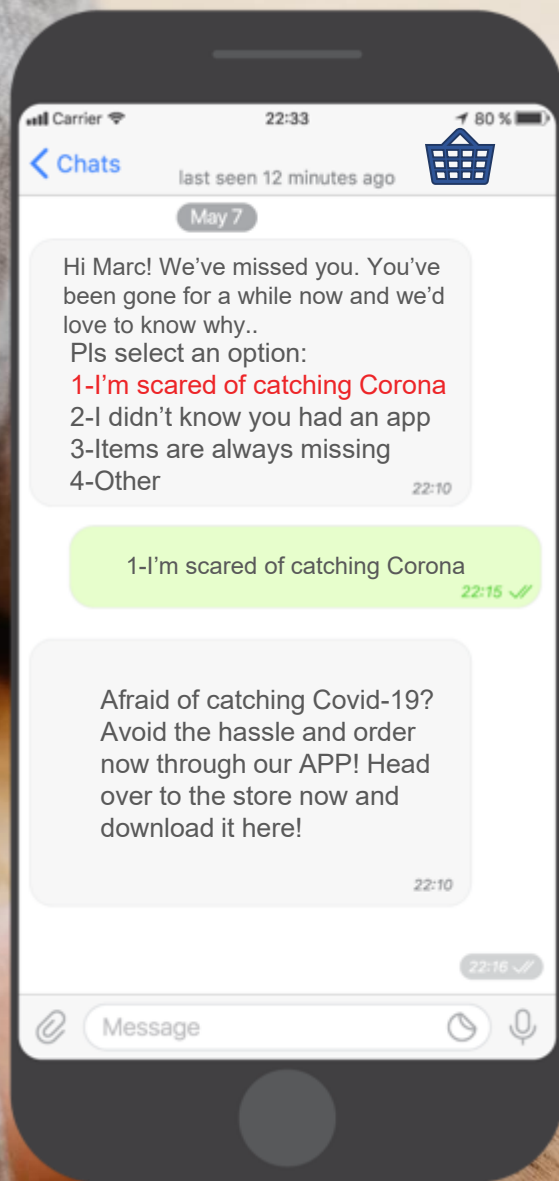 Carrier 22:33 80 %
Chats
last seen 12 minutes ago
May 7
Hi Marc! We’ve missed you. You’ve
been gone for a while now and we’d
love to know why..
Pls select an option:
1-I’m scared of catching Corona
2-I didn’t know you had an app
3-Items are always missing
4-Other
22:10
1-I’m scared of catching Corona
22:15
Afraid of catching Covid-19?
Avoid the hassle and order
now through our APP! Head
over to the store now and
download it here!
22:10
22:16
Message